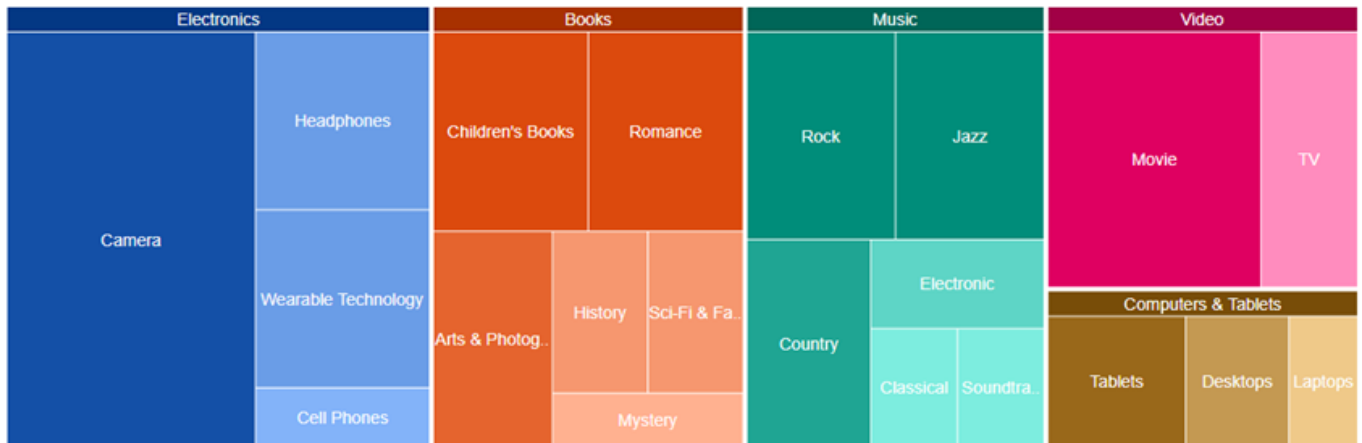 Electronics
Camera
Headphones
Wearable Technology
Cell Phones
Books
Children's Books
Romance
Arts & Photog..
History
Sci-Fi & Fa..
Mystery
Music
Rock
Jazz
Country
Electronic
Classical
Soundtra..
Video
Movie
TV
Computers & Tablets
Tablets
Desktops
Laptops